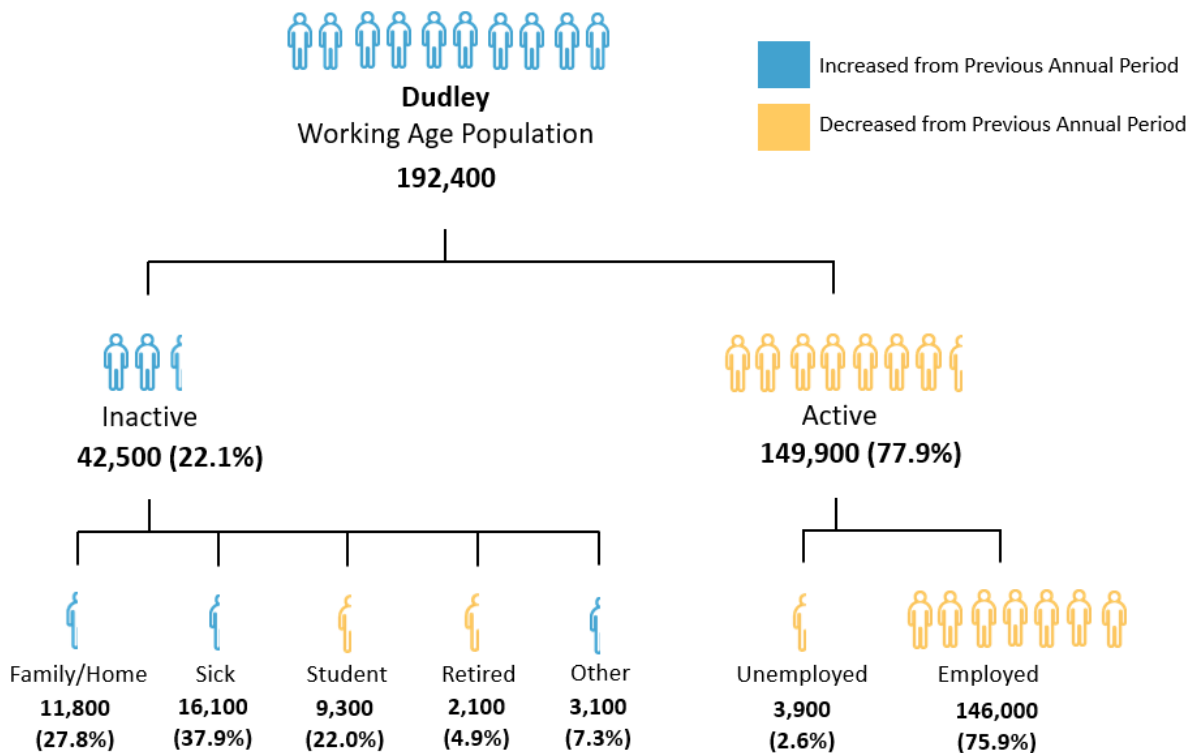 Dudley
Working Age Population
192,400
Increased from Previous Annual Period
Decreased from Previous Annual Period
Inactive
42,500 (22.1%)
Active
149,900 (77.9%)
Family/Home
11,800
(27.8%)
Sick
16,100
(37.9%)
Student
9,300
(22.0%)
Retired
2,100
(4.9%)
Other
3,100
(7.3%)
Unemployed
3,900
(2.6%)
Employed
146,000
(75.9%)